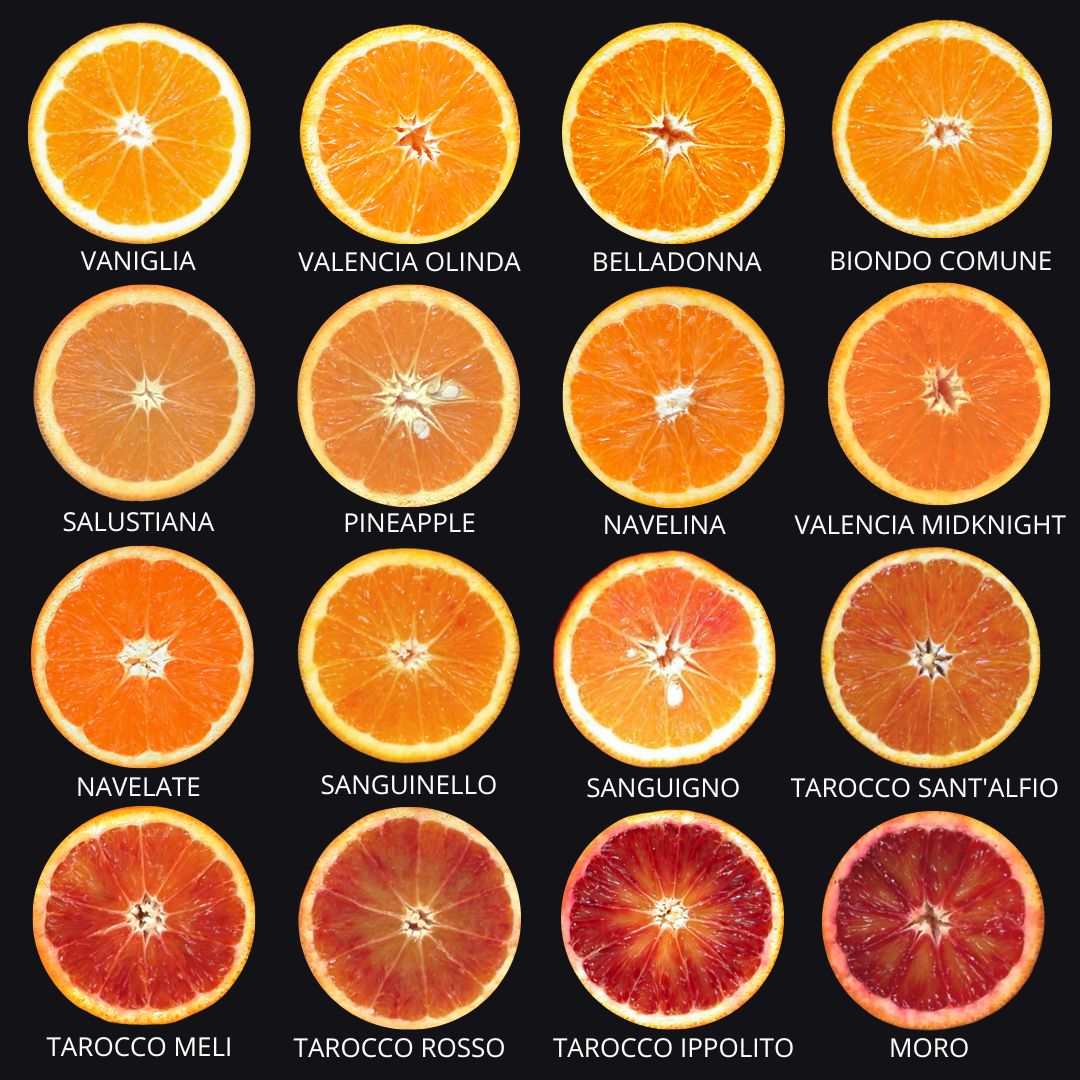 VANIGLIA
VALENCIA OLINDA
BELLADONNA
BIONDO COMUNE
SALUSTIANA
PINEAPPLE
NAVELINA
VALENCIA MIDKNIGHT
NAVELATE
SANGUINELLO
SANGUIGNO
TAROCCO SANT'ALFIO
TAROCCO MELI
TAROCCO ROSSO
TAROCCO IPPOLITO
MORO